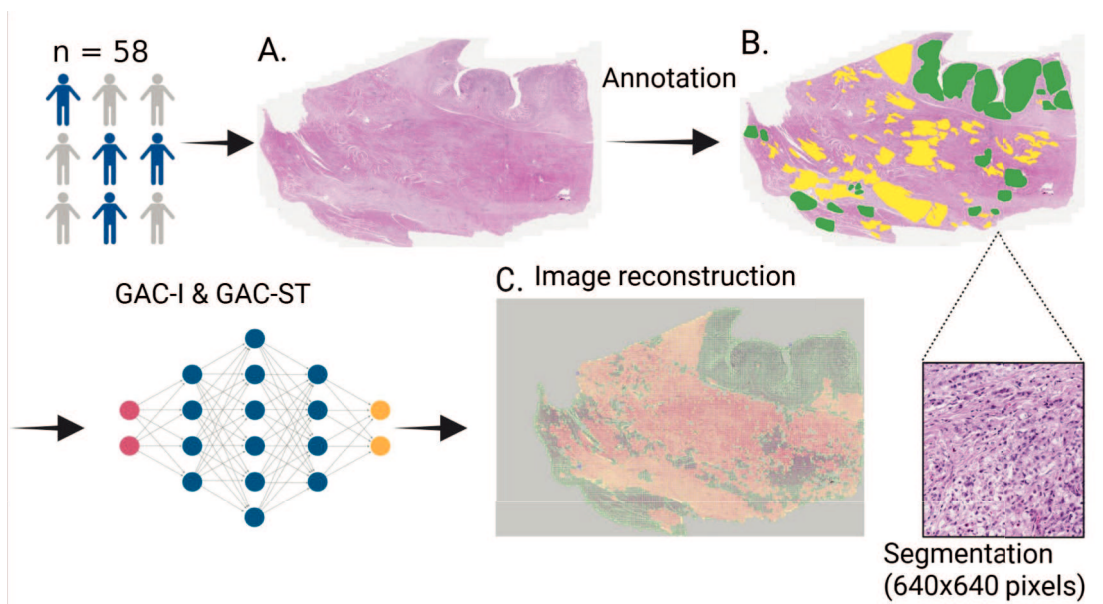 n = 58
A.
Annotation
B.
GAC-I & GAC-ST
C. Image reconstruction
Segmentation
(640x640 pixels)